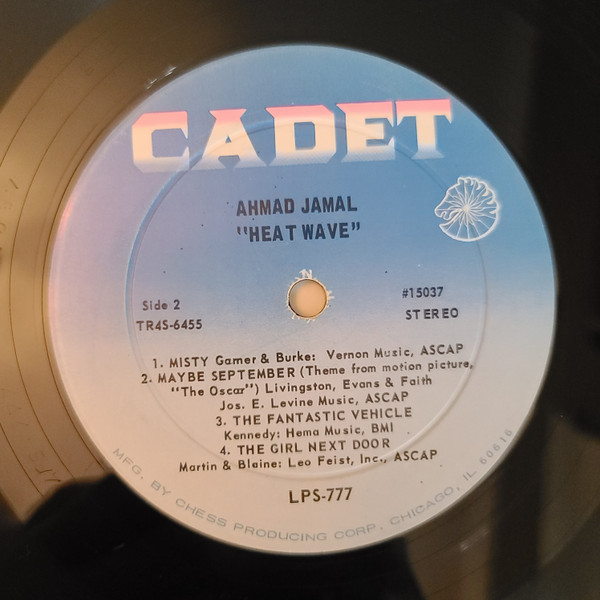 CADET
AHMAD JAMAL
"HEAT WAVE"
Side 2
TR4S-6455
#15037
STEREO
1. MISTY Garner & Burke: Vernon Music, ASCAP
2. MAYBE SEPTEMBER (Theme from motion picture,
"The Oscar") Livingston, Evans & Faith
Jos. E. Levine Music, ASCAP
3. THE FANTASTIC VEHICLE
Kennedy: Hema Music, BMI
4. THE GIRL NEXT DOOR
Martin & Blaine: Leo Feist, Inc., ASCAP
LPS-777
MFG. BY CHESS PRODUCING CORP. CHICAGO, IL 60616